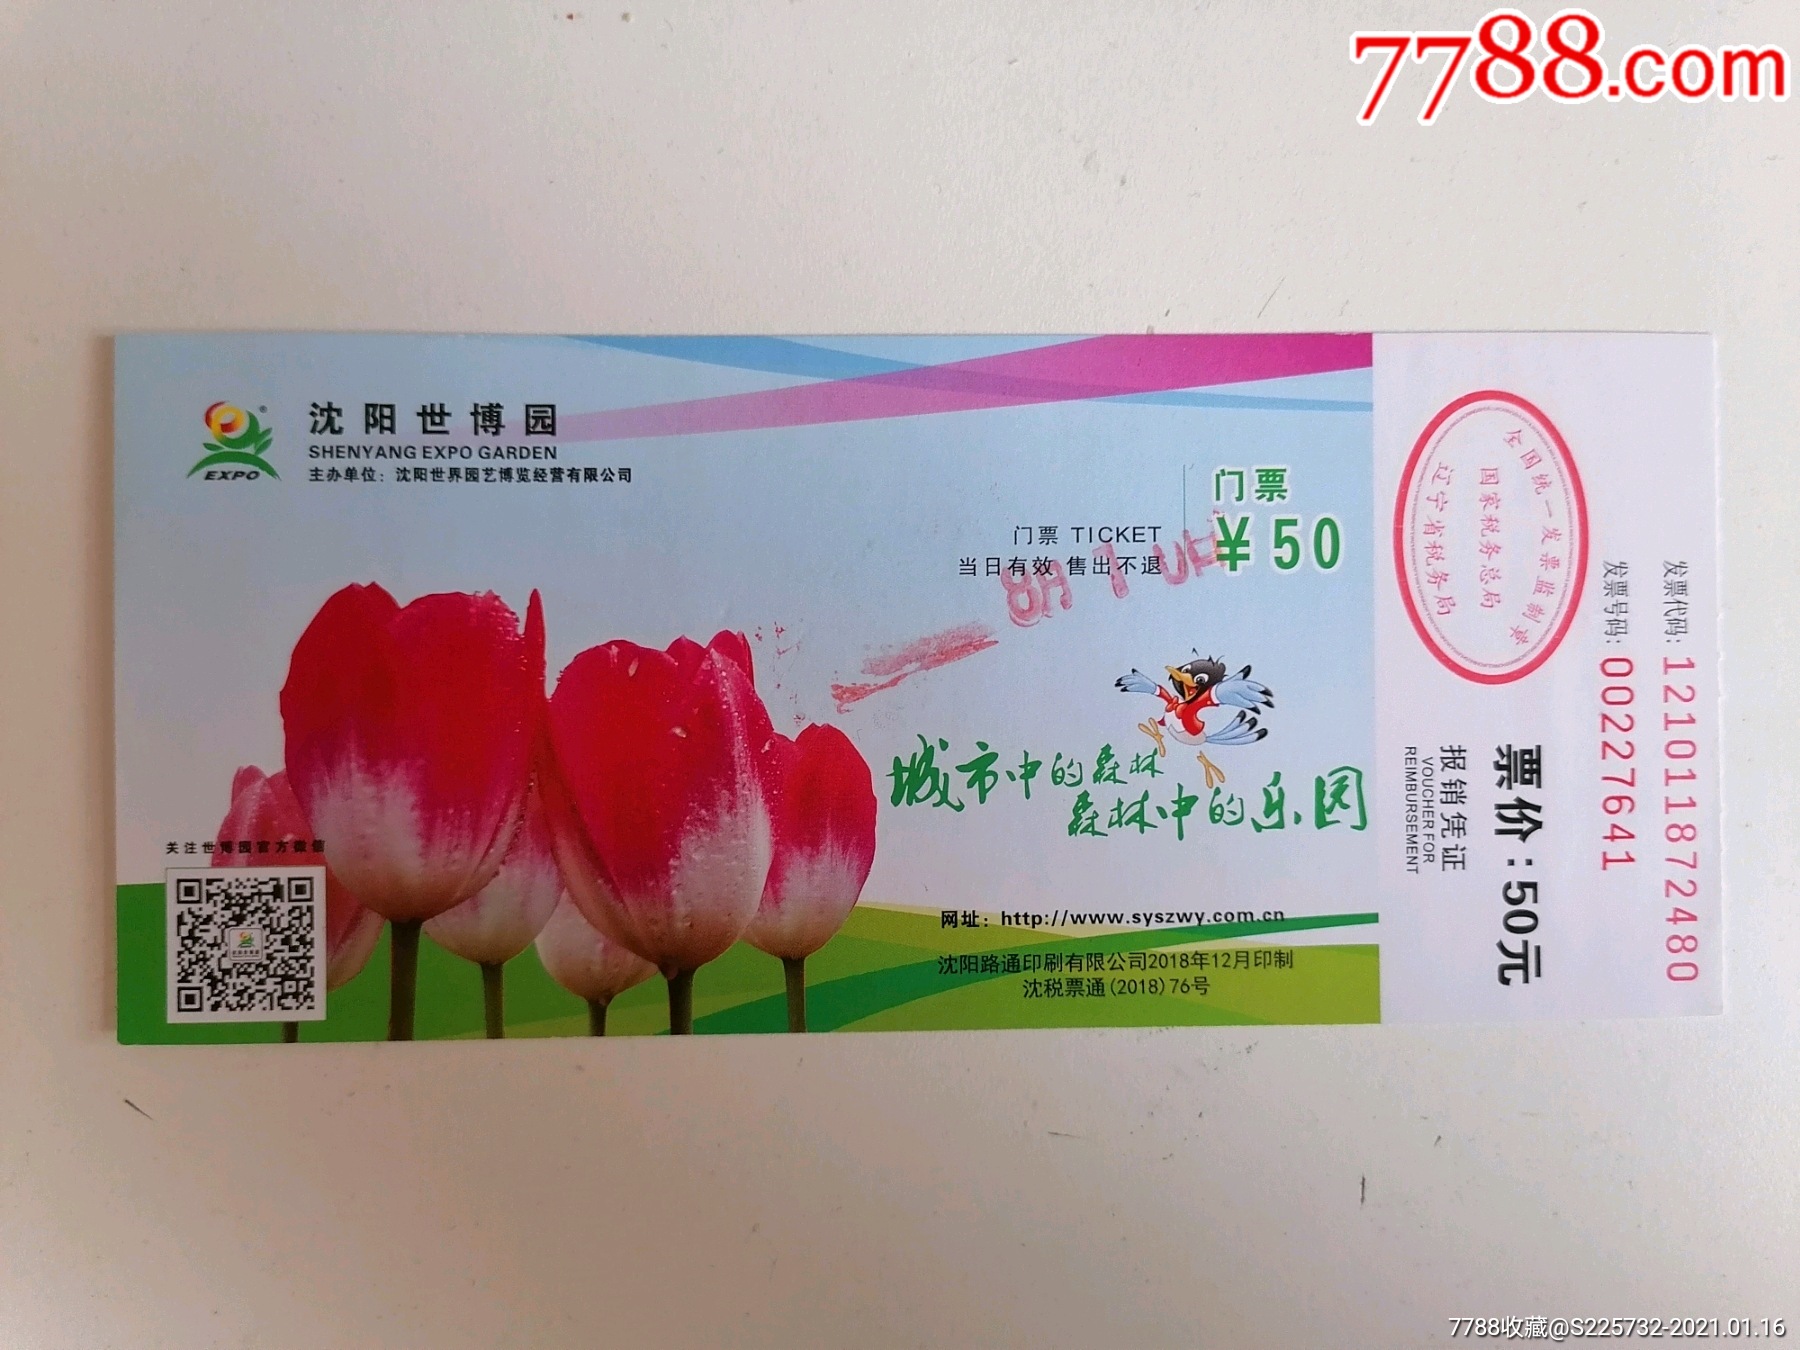 7788.com
沈阳世博园
SHENYANG EXPO GARDEN
主办单位：沈阳世界园艺博览经营有限公司
EXPO
门票
¥50
门票 TICKET
当日有效 售出不退
城市中的森林
森林中的乐园
关注世博园官方微信
网址：http://www.syszwy.com.cn
沈阳路通印刷有限公司2018年12月印制
沈税票通(2018)76号
全国统一发票监制章
国家税务总局
辽宁省税务局
发票代码：121011872480
发票号码：00227641
票价：50元
报销凭证
VOUCHER FOR
REIMBURSEMENT
7788收藏@S225732-2021.01.16